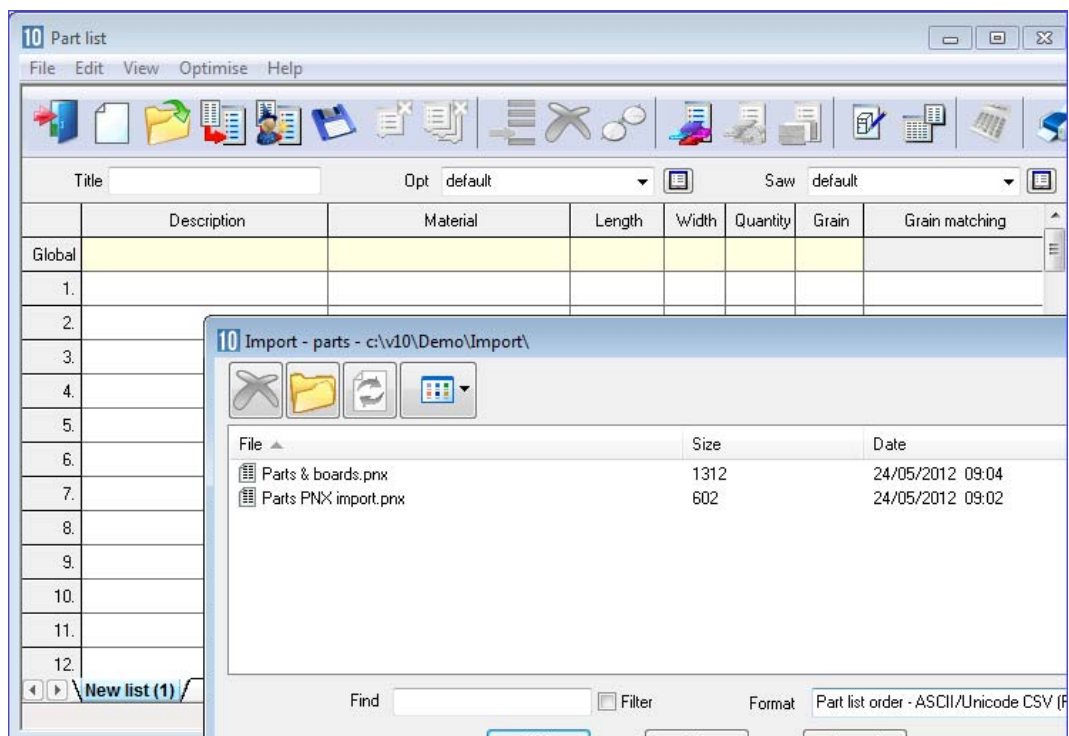 10 Part list
File Edit View Optimise Help
Title Opt default Saw default
Description Material Length Width Quantity Grain Grain matching
Global
1.
2.
3.
4.
5.
6.
7.
8.
9.
10.
11.
12.
New list (1)
10 Import - parts - c:\v10\Demo\Import\
File Size Date
Parts & boards.pnx 1312 24/05/2012 09:04
Parts PNX import.pnx 602 24/05/2012 09:02
Find Filter Format Part list order - ASCII/Unicode CSV (